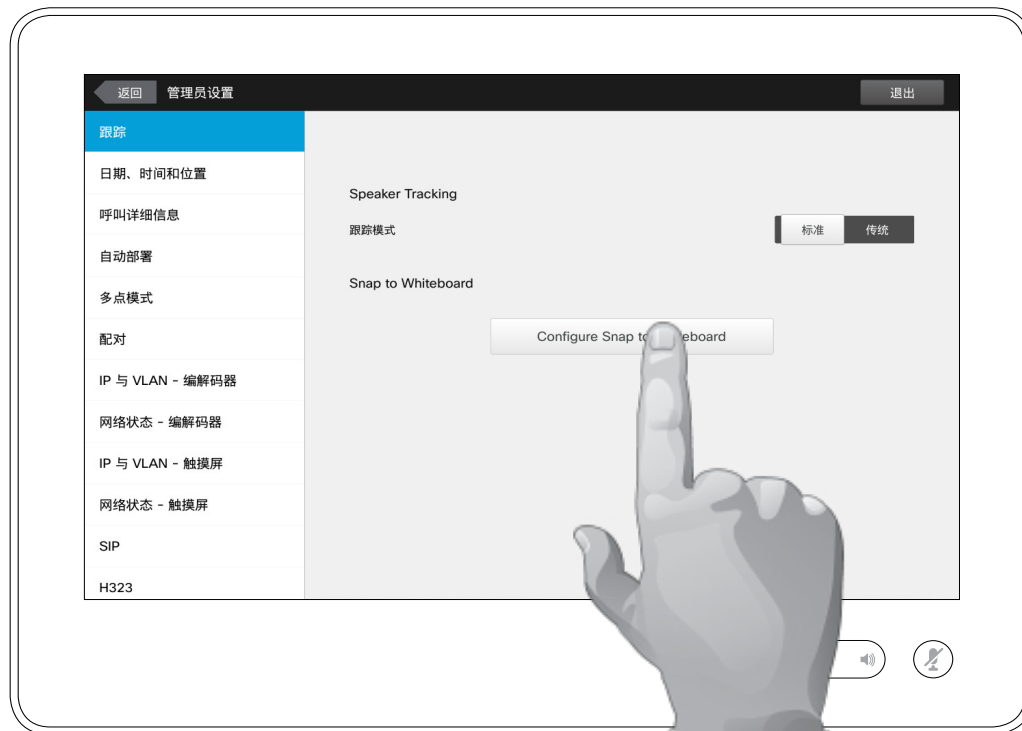 返回 管理员设置 退出
跟踪
日期、时间和位置
呼叫详细信息
自动部署
多点模式
配对
IP 与 VLAN - 编解码器
网络状态 - 编解码器
IP 与 VLAN - 触摸屏
网络状态 - 触摸屏
SIP
H323
Speaker Tracking
跟踪模式 标准 传统
Snap to Whiteboard
Configure Snap to